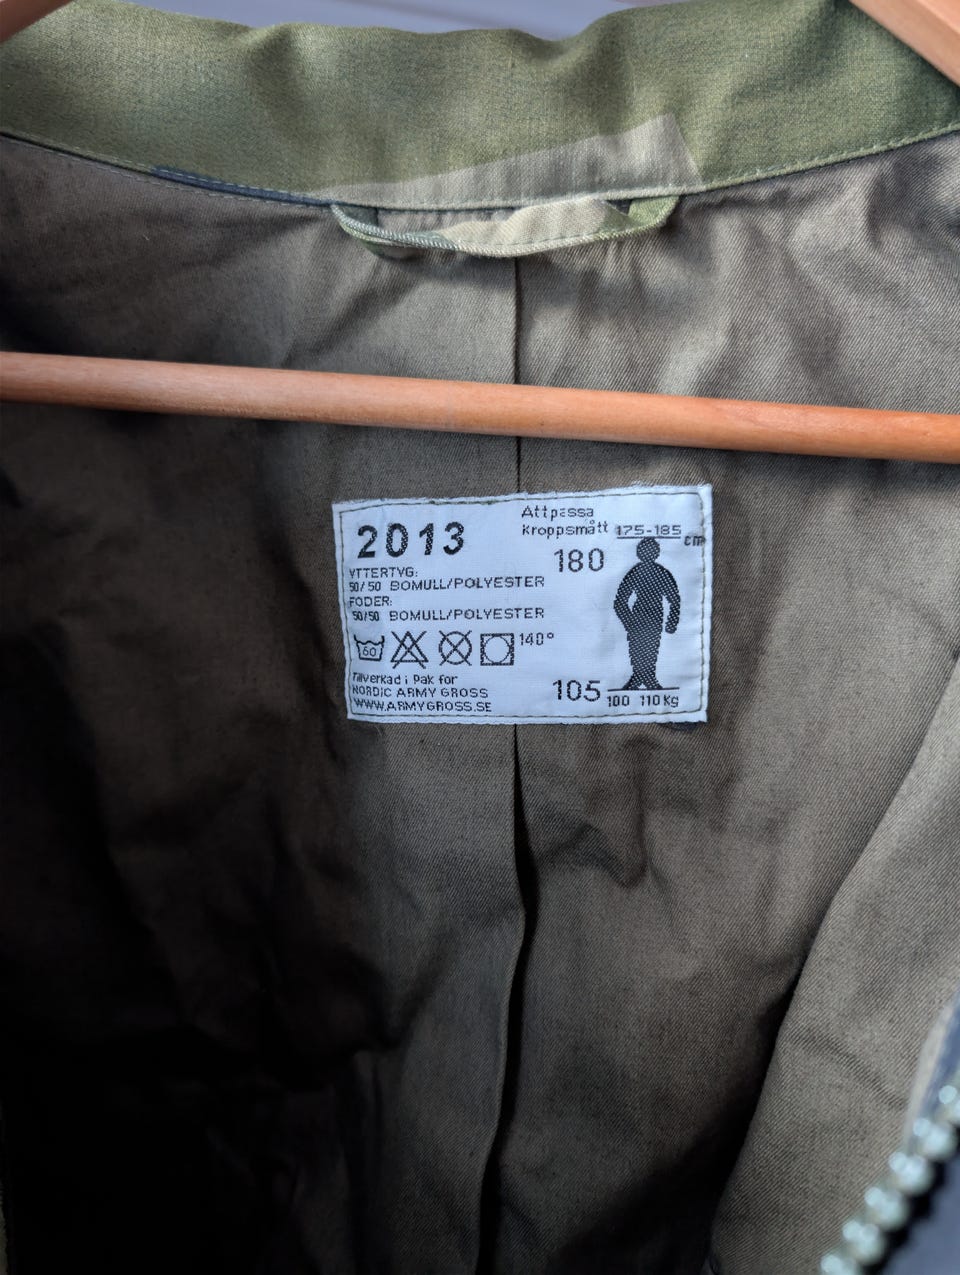 2013
YTTERTYG:
50/50 BOMULL/POLYESTER
FODER:
50/50 BOMULL/POLYESTER
60
140°
Tillverkad i Pak for
NORDIC ARMY GROSS
WWW.ARMYGROSS.SE
Attpassa
Kroppsmått 175-185
cm
180
105 100 110 Kg